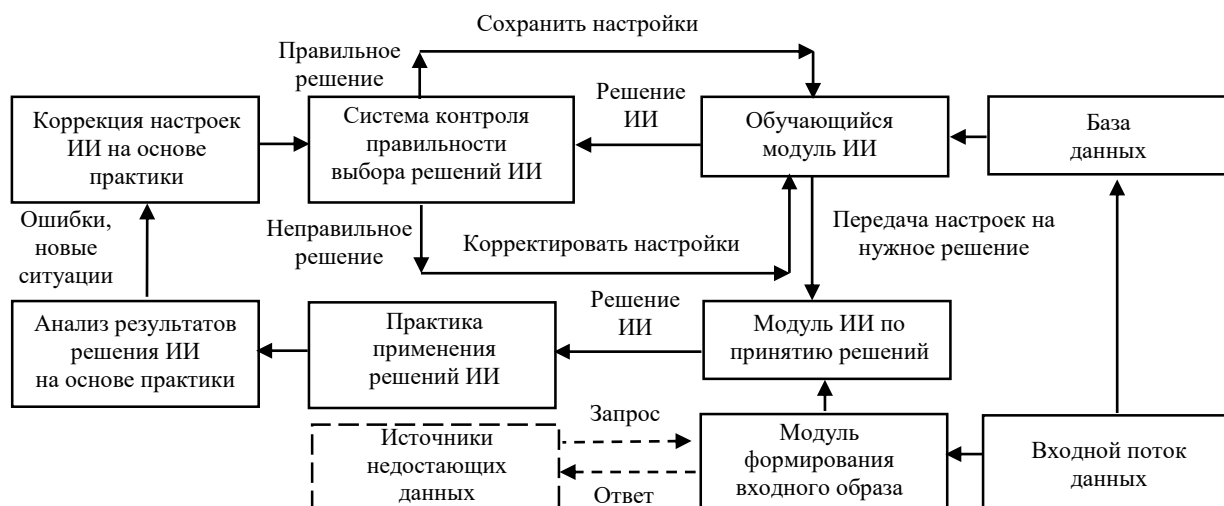 Сохранить настройки
Правильное
решение
Коррекция настроек
ИИ на основе
практики
Система контроля
правильности
выбора решений ИИ
Решение
ИИ
Обучающийся
модуль ИИ
База
данных
Ошибки,
новые
ситуации
Неправильное
решение
Корректировать настройки
Передача настроек на
нужное решение
Анализ результатов
решения ИИ
на основе практики
Практика
применения
решений ИИ
Решение
ИИ
Модуль ИИ по
принятию решений
Источники
недостающих
данных
Запрос
Ответ
Модуль
формирования
входного образа
Входной поток
данных